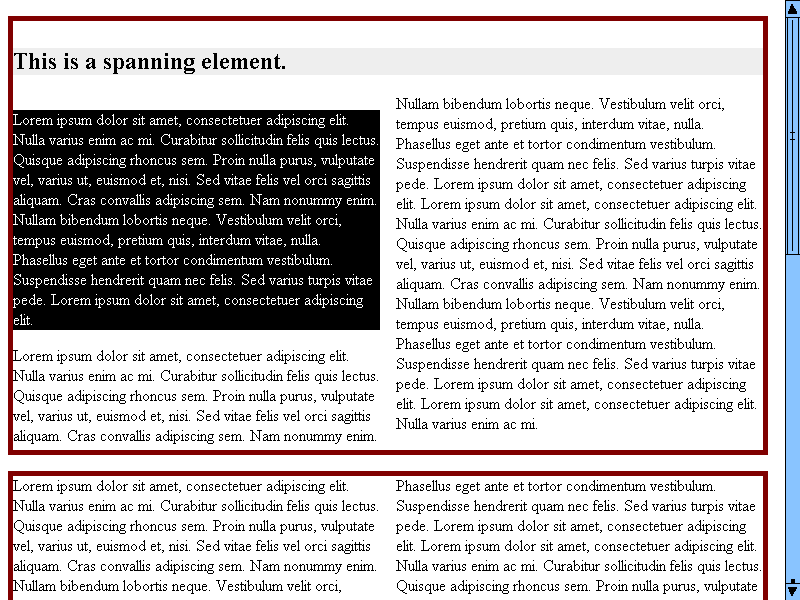 This is a spanning element.
Lorem ipsum dolor sit amet, consectetuer adipiscing elit.
Nulla varius enim ac mi. Curabitur sollicitudin felis quis lectus.
Quisque adipiscing rhoncus sem. Proin nulla purus, vulputate
vel, varius ut, euismod et, nisi. Sed vitae felis vel orci sagittis
aliquam. Cras convallis adipiscing sem. Nam nonummy enim.
Nullam bibendum lobortis neque. Vestibulum velit orci,
tempus euismod, pretium quis, interdum vitae, nulla.
Phasellus eget ante et tortor condimentum vestibulum.
Suspendisse hendrerit quam nec felis. Sed varius turpis vitae
pede. Lorem ipsum dolor sit amet, consectetuer adipiscing
elit.
Lorem ipsum dolor sit amet, consectetuer adipiscing elit.
Nulla varius enim ac mi. Curabitur sollicitudin felis quis lectus.
Quisque adipiscing rhoncus sem. Proin nulla purus, vulputate
vel, varius ut, euismod et, nisi. Sed vitae felis vel orci sagittis
aliquam. Cras convallis adipiscing sem. Nam nonummy enim.
Nullam bibendum lobortis neque. Vestibulum velit orci,
tempus euismod, pretium quis, interdum vitae, nulla.
Phasellus eget ante et tortor condimentum vestibulum.
Suspendisse hendrerit quam nec felis. Sed varius turpis vitae
pede. Lorem ipsum dolor sit amet, consectetuer adipiscing
elit. Lorem ipsum dolor sit amet, consectetuer adipiscing elit.
Nulla varius enim ac mi. Curabitur sollicitudin felis quis lectus.
Quisque adipiscing rhoncus sem. Proin nulla purus, vulputate
vel, varius ut, euismod et, nisi. Sed vitae felis vel orci sagittis
aliquam. Cras convallis adipiscing sem. Nam nonummy enim.
Nullam bibendum lobortis neque. Vestibulum velit orci,
tempus euismod, pretium quis, interdum vitae, nulla.
Phasellus eget ante et tortor condimentum vestibulum.
Suspendisse hendrerit quam nec felis. Sed varius turpis vitae
pede. Lorem ipsum dolor sit amet, consectetuer adipiscing
elit. Lorem ipsum dolor sit amet, consectetuer adipiscing elit.
Nulla varius enim ac mi.
Lorem ipsum dolor sit amet, consectetuer adipiscing elit.
Nulla varius enim ac mi. Curabitur sollicitudin felis quis lectus.
Quisque adipiscing rhoncus sem. Proin nulla purus, vulputate
vel, varius ut, euismod et, nisi. Sed vitae felis vel orci sagittis
aliquam. Cras convallis adipiscing sem. Nam nonummy enim.
Nullam bibendum lobortis neque. Vestibulum velit orci,
Phasellus eget ante et tortor condimentum vestibulum.
Suspendisse hendrerit quam nec felis. Sed varius turpis vitae
pede. Lorem ipsum dolor sit amet, consectetuer adipiscing
elit. Lorem ipsum dolor sit amet, consectetuer adipiscing elit.
Nulla varius enim ac mi. Curabitur sollicitudin felis quis lectus.
Quisque adipiscing rhoncus sem. Proin nulla purus, vulputate